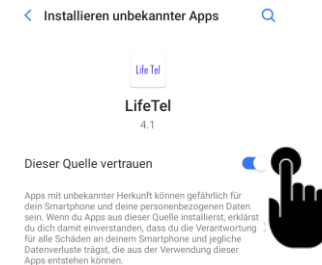 Installieren unbekannter Apps
Life Tel
LifeTel
4.1
Dieser Quelle vertrauen
Apps mit unbekannter Herkunft können gefährlich für
dein Smartphone und deine personenbezogenen Daten
sein. Wenn du Apps aus dieser Quelle installierst, erklärst
du dich damit einverstanden, dass du die Verantwortung
für alle Schäden an deinem Smartphone und jegliche
Datenverluste trägst, die aus der Verwendung dieser
Apps entstehen können.